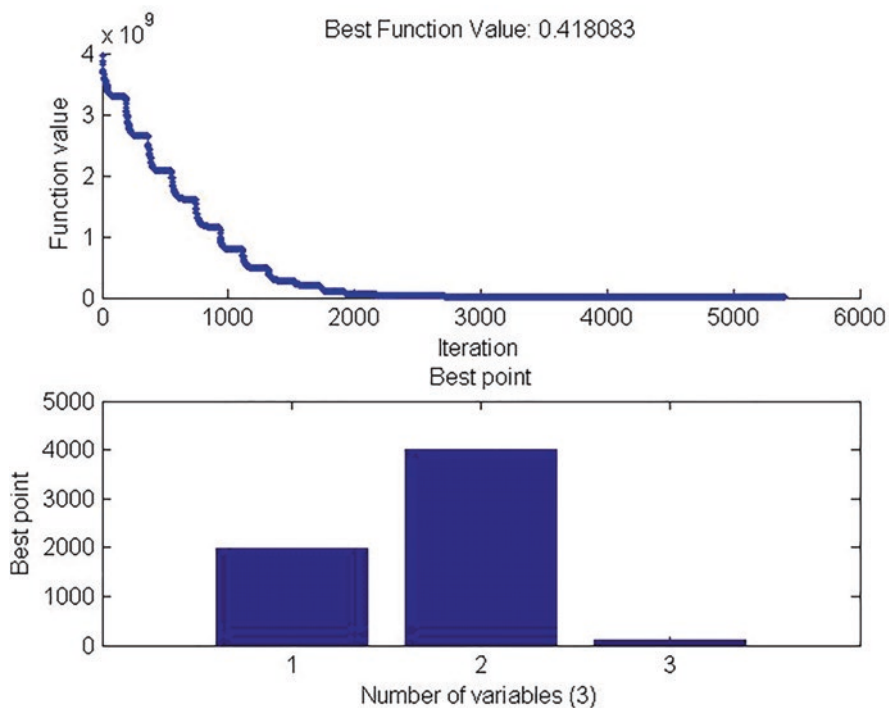 Best Function Value: 0.418083
x 10^9
4
3
2
1
0
Function value
0 1000 2000 3000 4000 5000 6000
Iteration
Best point
5000
4000
3000
2000
1000
0
Best point
1 2 3
Number of variables (3)